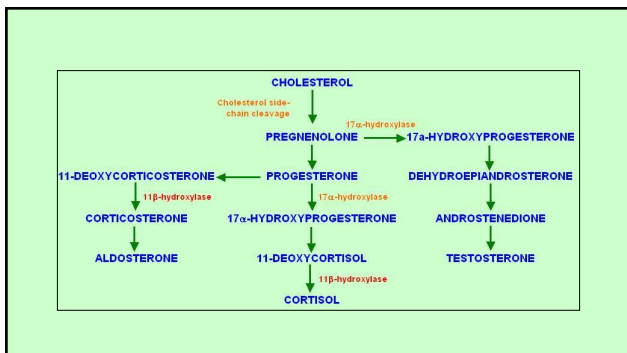 CHOLESTEROL
Cholesterol side-
chain cleavage
17α-hydroxylase
PREGNENOLONE
17a-HYDROXYPROGESTERONE
11-DEOXYCORTICOSTERONE
PROGESTERONE
DEHYDROEPIANDROSTERONE
11β-hydroxylase
17α-hydroxylase
CORTICOSTERONE
17α-HYDROXYPROGESTERONE
ANDROSTENEDIONE
ALDOSTERONE
11-DEOXYCORTISOL
TESTOSTERONE
11β-hydroxylase
CORTISOL